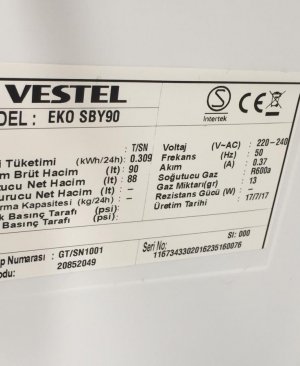 VESTEL
DEL : EKO SBY90
S
Intertek
T/SN
i Tüketimi (kWh/24h): 0.309
m Brüt Hacim (lt): 90
ucu Net Hacim (lt): 88
urucu Net Hacim (lt): —
rma Kapasitesi (kg/24h) : —
k Basınç Tarafı (psi):
k Basınç Tarafı (psi):
Voltaj (V~AC) : 220-240
Frekans (Hz) : 50
Akım (A) : 0.37
Soğutucu Gaz : R600a
Gaz Miktarı(gr) : 13
Rezistans Gücü (W) : —
Üretim Tarihi : 17/7/17
ıp Numarası : GT/SN1001
odu: 20852049
Seri No: SI: 000
1167343302016235160076